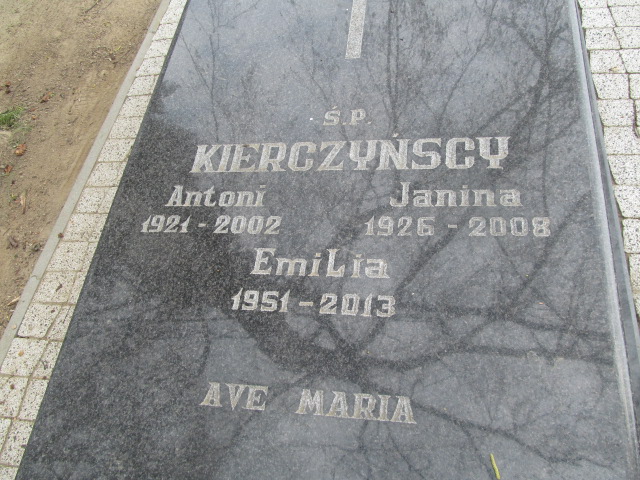 Ś.P.
KIERCZYŃSCY
Antoni Janina
1921 - 2002 1926 - 2008
EmiLia
1951 - 2013
AVE MARIA